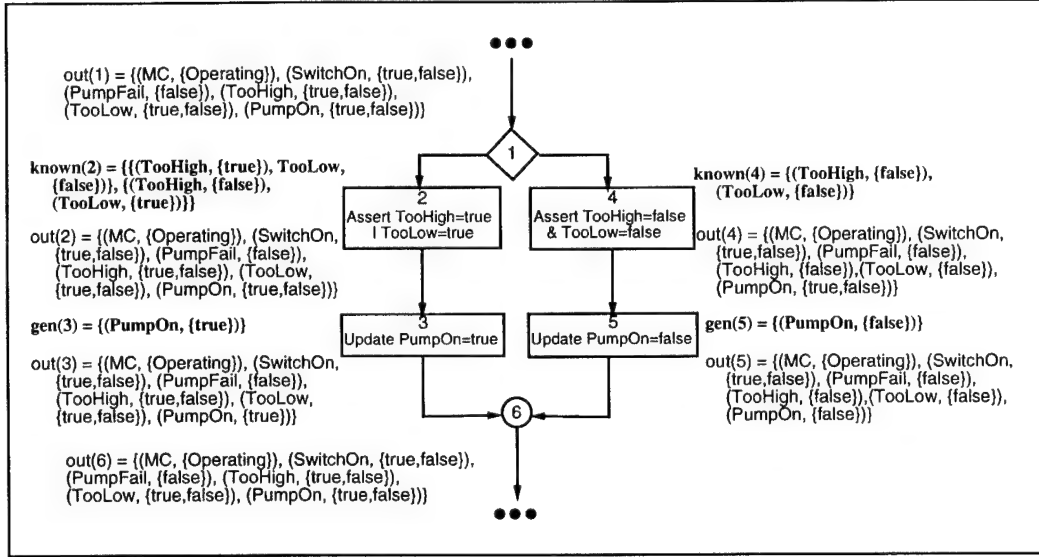 •••
out(1) = {(MC, {Operating}), (SwitchOn, {true,false}),
(PumpFail, {false}), (TooHigh, {true,false}),
(TooLow, {true,false}), (PumpOn, {true,false})}
1
known(2) = {{(TooHigh, {true}), TooLow,
{false})}, {(TooHigh, {false}),
(TooLow, {true})}}
2
Assert TooHigh=true
| TooLow=true
4
Assert TooHigh=false
& TooLow=false
known(4) = {(TooHigh, {false}),
(TooLow, {false})}
out(2) = {(MC, {Operating}), (SwitchOn,
{true,false}), (PumpFail, {false}),
(TooHigh, {true,false}), (TooLow,
{true,false}), (PumpOn, {true,false})}
out(4) = {(MC, {Operating}), (SwitchOn,
{true,false}), (PumpFail, {false}),
(TooHigh, {false}),(TooLow, {false}),
(PumpOn, {true,false})}
gen(3) = {(PumpOn, {true})}
3
Update PumpOn=true
5
Update PumpOn=false
gen(5) = {(PumpOn, {false})}
out(3) = {(MC, {Operating}), (SwitchOn,
{true,false}), (PumpFail, {false}),
(TooHigh, {true,false}), (TooLow,
{true,false}), (PumpOn, {true})}
out(5) = {(MC, {Operating}), (SwitchOn,
{true,false}), (PumpFail, {false}),
(TooHigh, {false}),(TooLow, {false}),
(PumpOn, {false})}
6
out(6) = {(MC, {Operating}), (SwitchOn, {true,false}),
(PumpFail, {false}), (TooHigh, {true,false}),
(TooLow, {true,false}), (PumpOn, {true,false})}
•••